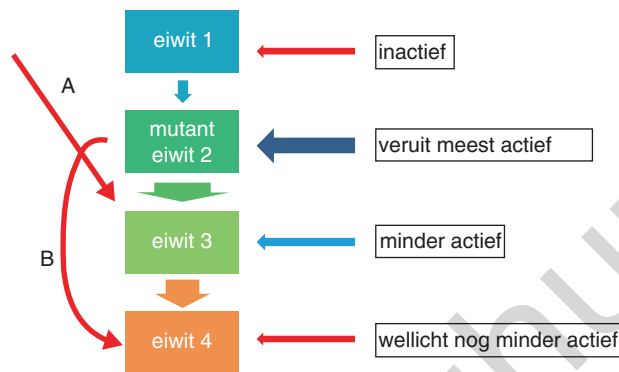 eiwit 1
inactief
A
mutant
eiwit 2
veruit meest actief
eiwit 3
minder actief
B
eiwit 4
wellicht nog minder actief